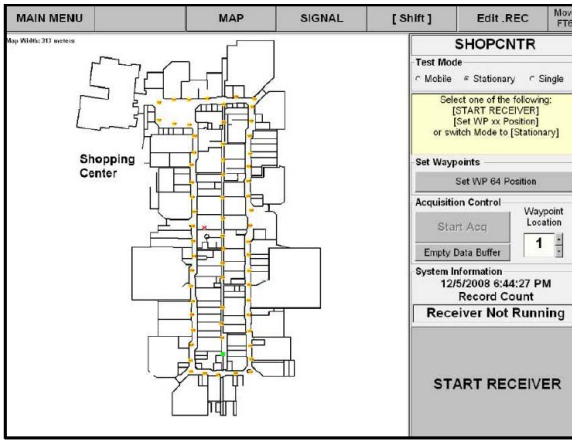 MAIN MENU
MAP
SIGNAL
[ Shift ]
Edit .REC
Map Width: 313 meters
Shopping
Center
SHOPCNTR
Test Mode
Mobile
Stationary
Single
Select one of the following:
[START RECEIVER]
[Set WP xx Position]
or switch Mode to [Stationary]
Set Waypoints
Set WP 64 Position
Acquisition Control
Start Acq
Waypoint
Location
1
Empty Data Buffer
System Information
12/5/2008 6:44:27 PM
Record Count
Receiver Not Running
START RECEIVER